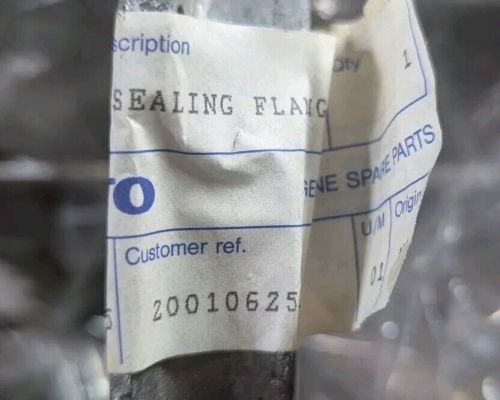 scription
Qty
1
SEALING FLANG
TO
GENE SPARE PARTS
Customer ref.
U/M
Origin
20010625
01